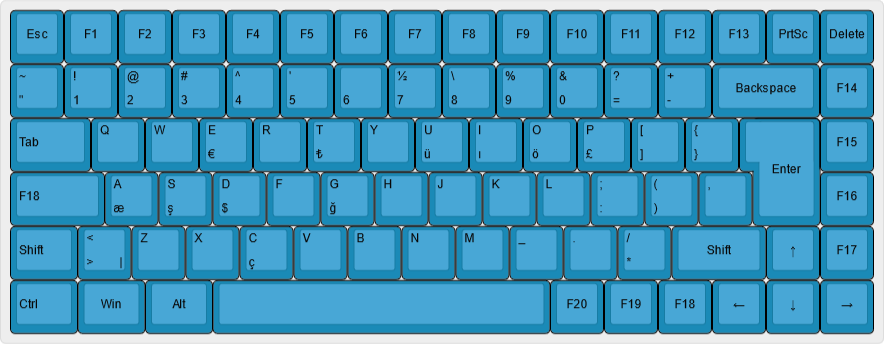 Esc F1 F2 F3 F4 F5 F6 F7 F8 F9 F10 F11 F12 F13 PrtSc Delete
~ ! @ # ^ ' ½ \ % & ? +
" 1 2 3 4 5 6 7 8 9 0 = - Backspace F14
Tab Q W E R T Y U I O P [ {
€ ₺ ü ı ö £ ] } Enter F15
F18 A S D F G H J K L ; ( ,
æ ş $ ğ : ) F16
Shift < Z X C V B N M _ . / Shift ↑ F17
> | ç *
Ctrl Win Alt F20 F19 F18 ← ↓ →